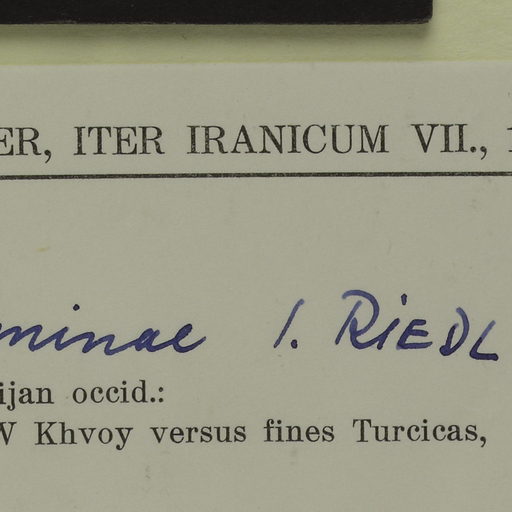 ER, ITER IRANICUM VII.,
minae I. RIEDL
ijan occid.:
W Khvoy versus fines Turcicas,